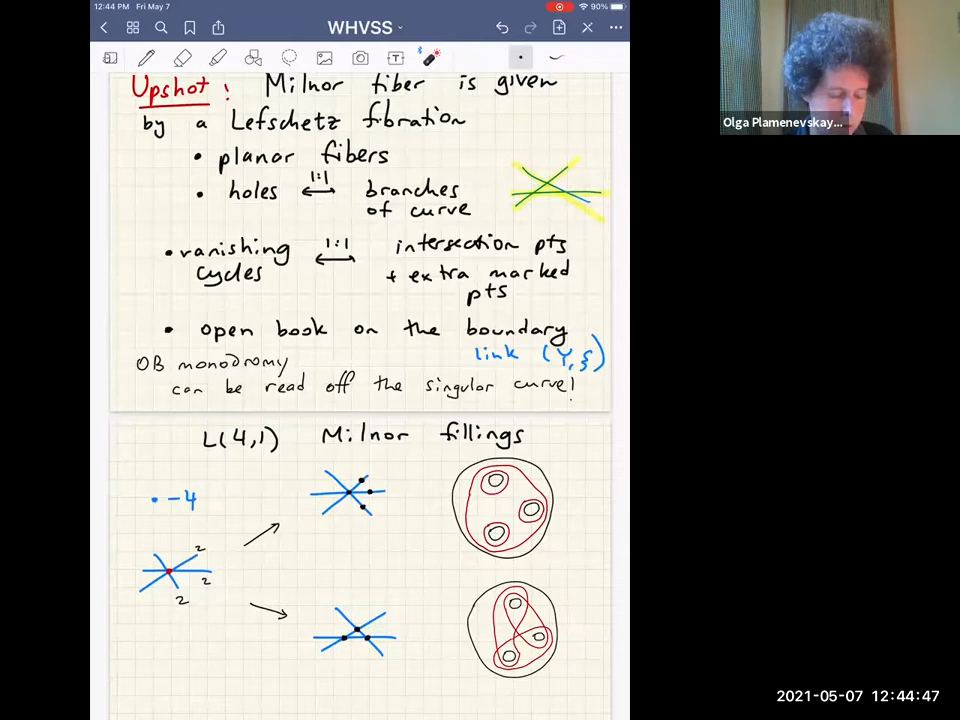 12:44 PM Fri May 7
90%
WHVSS
Upshot! Milnor fiber is given
by a Lefschetz fibration
• planar fibers
• holes 1:1 ⟷ branches
of curve
• vanishing 1:1 ⟷ intersection pts
cycles + extra marked
pts
• open book on the boundary
link (Y, ξ)
OB monodromy
can be read off the singular curve!
L(4,1) Milnor fillings
• -4
2
2
2
Olga Plamenevskay...
2021-05-07 12:44:47